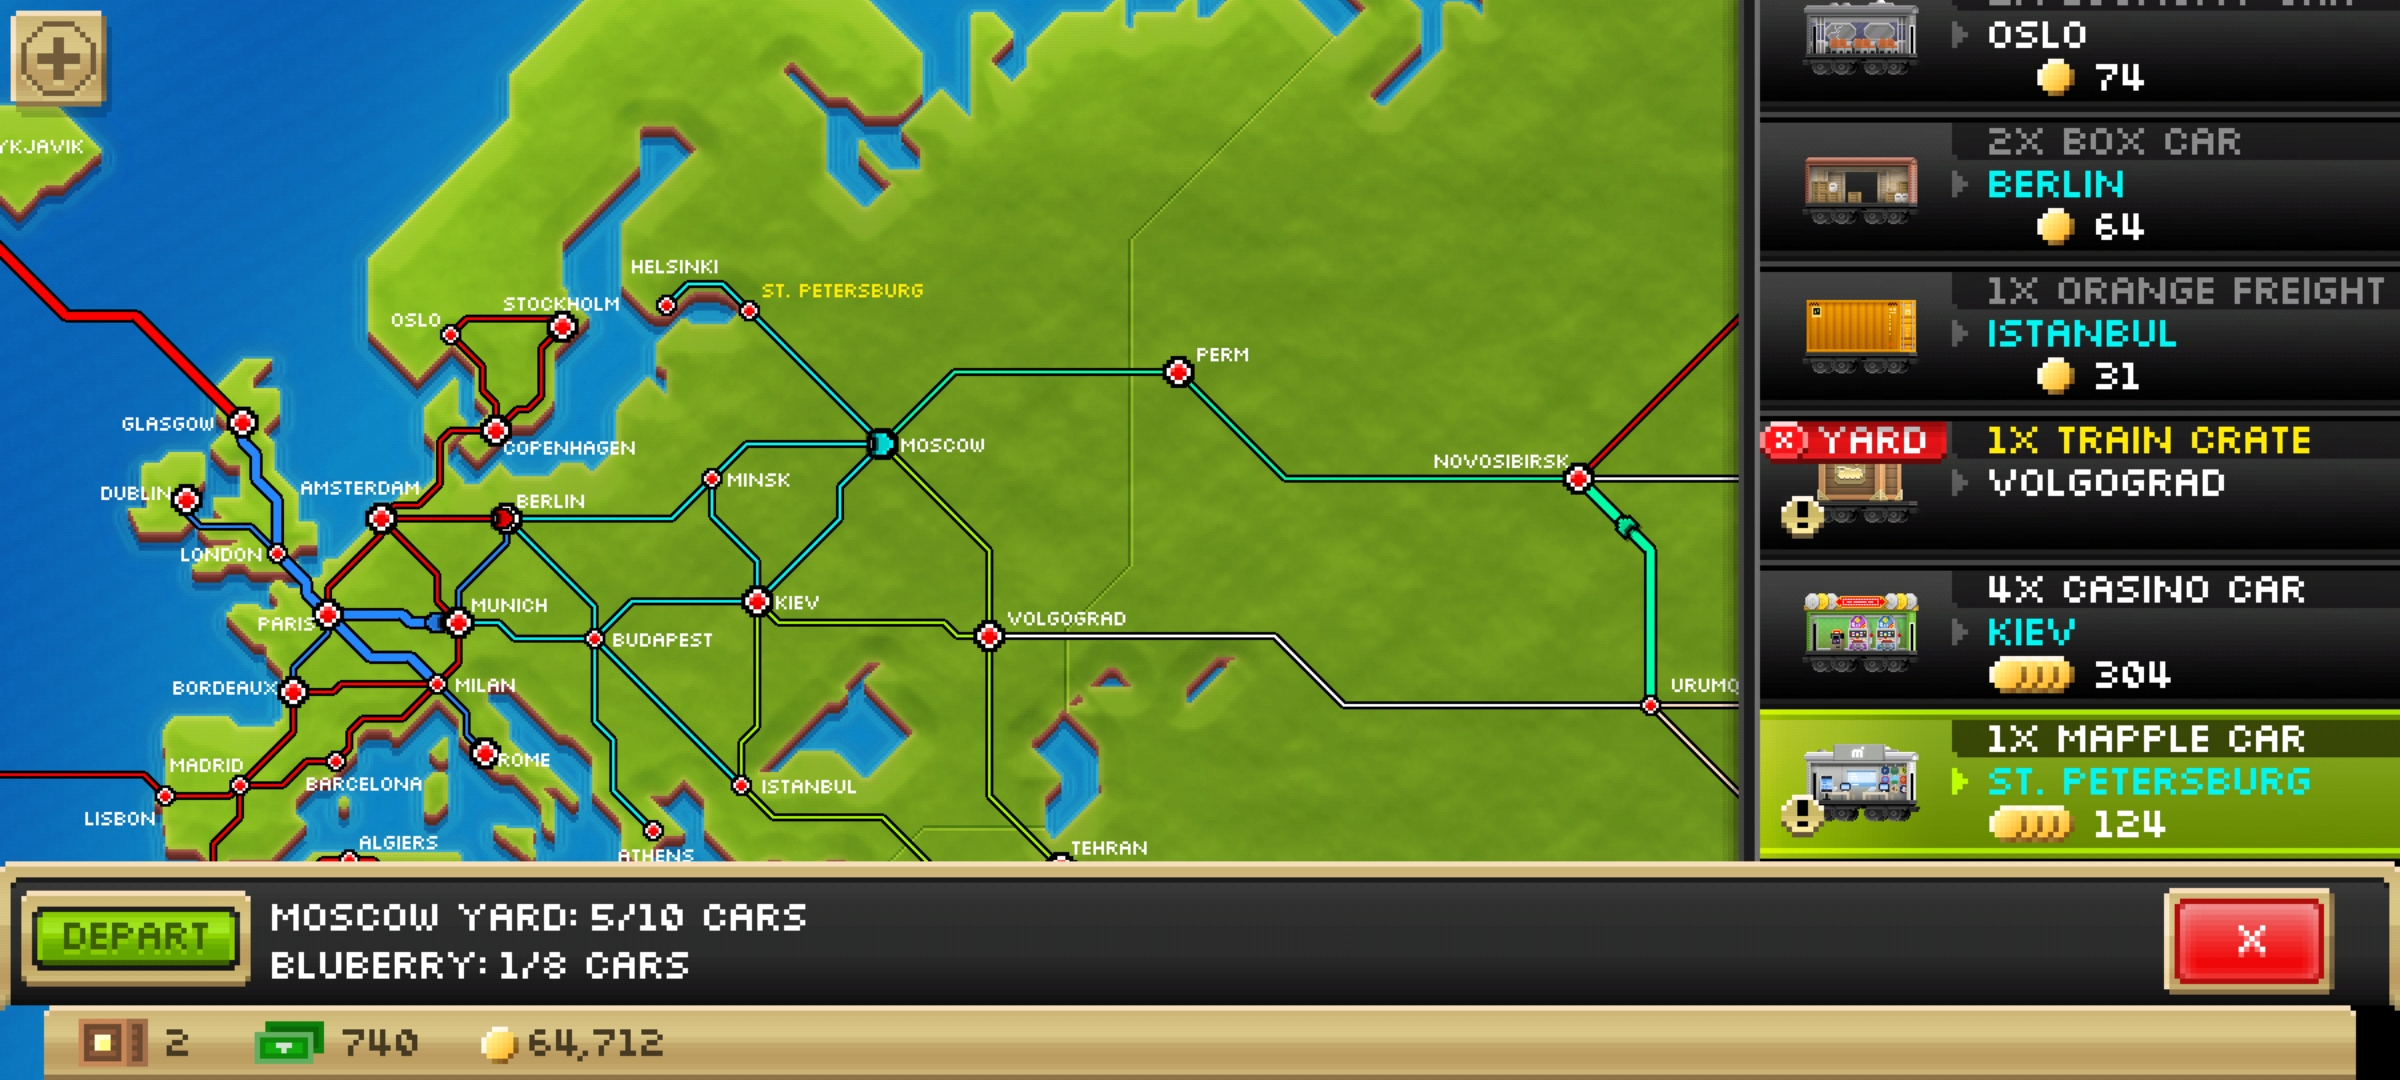 OSLO
74
2X BOX CAR
BERLIN
64
1X ORANGE FREIGHT
ISTANBUL
31
YARD
1X TRAIN CRATE
VOLGOGRAD
4X CASINO CAR
KIEV
304
1X MAPPLE CAR
ST. PETERSBURG
124
YKJAVIK
HELSINKI
ST. PETERSBURG
STOCKHOLM
OSLO
PERM
GLASGOW
COPENHAGEN
MOSCOW
NOVOSIBIRSK
MINSK
AMSTERDAM
DUBLIN
BERLIN
LONDON
MUNICH
KIEV
PARIS
VOLGOGRAD
BUDAPEST
BORDEAUX
MILAN
URUMQ
ROME
MADRID
BARCELONA
ISTANBUL
LISBON
ALGIERS
ATHENS
TEHRAN
DEPART
MOSCOW YARD: 5/10 CARS
BLUBERRY: 1/8 CARS
X
2
740
64,712